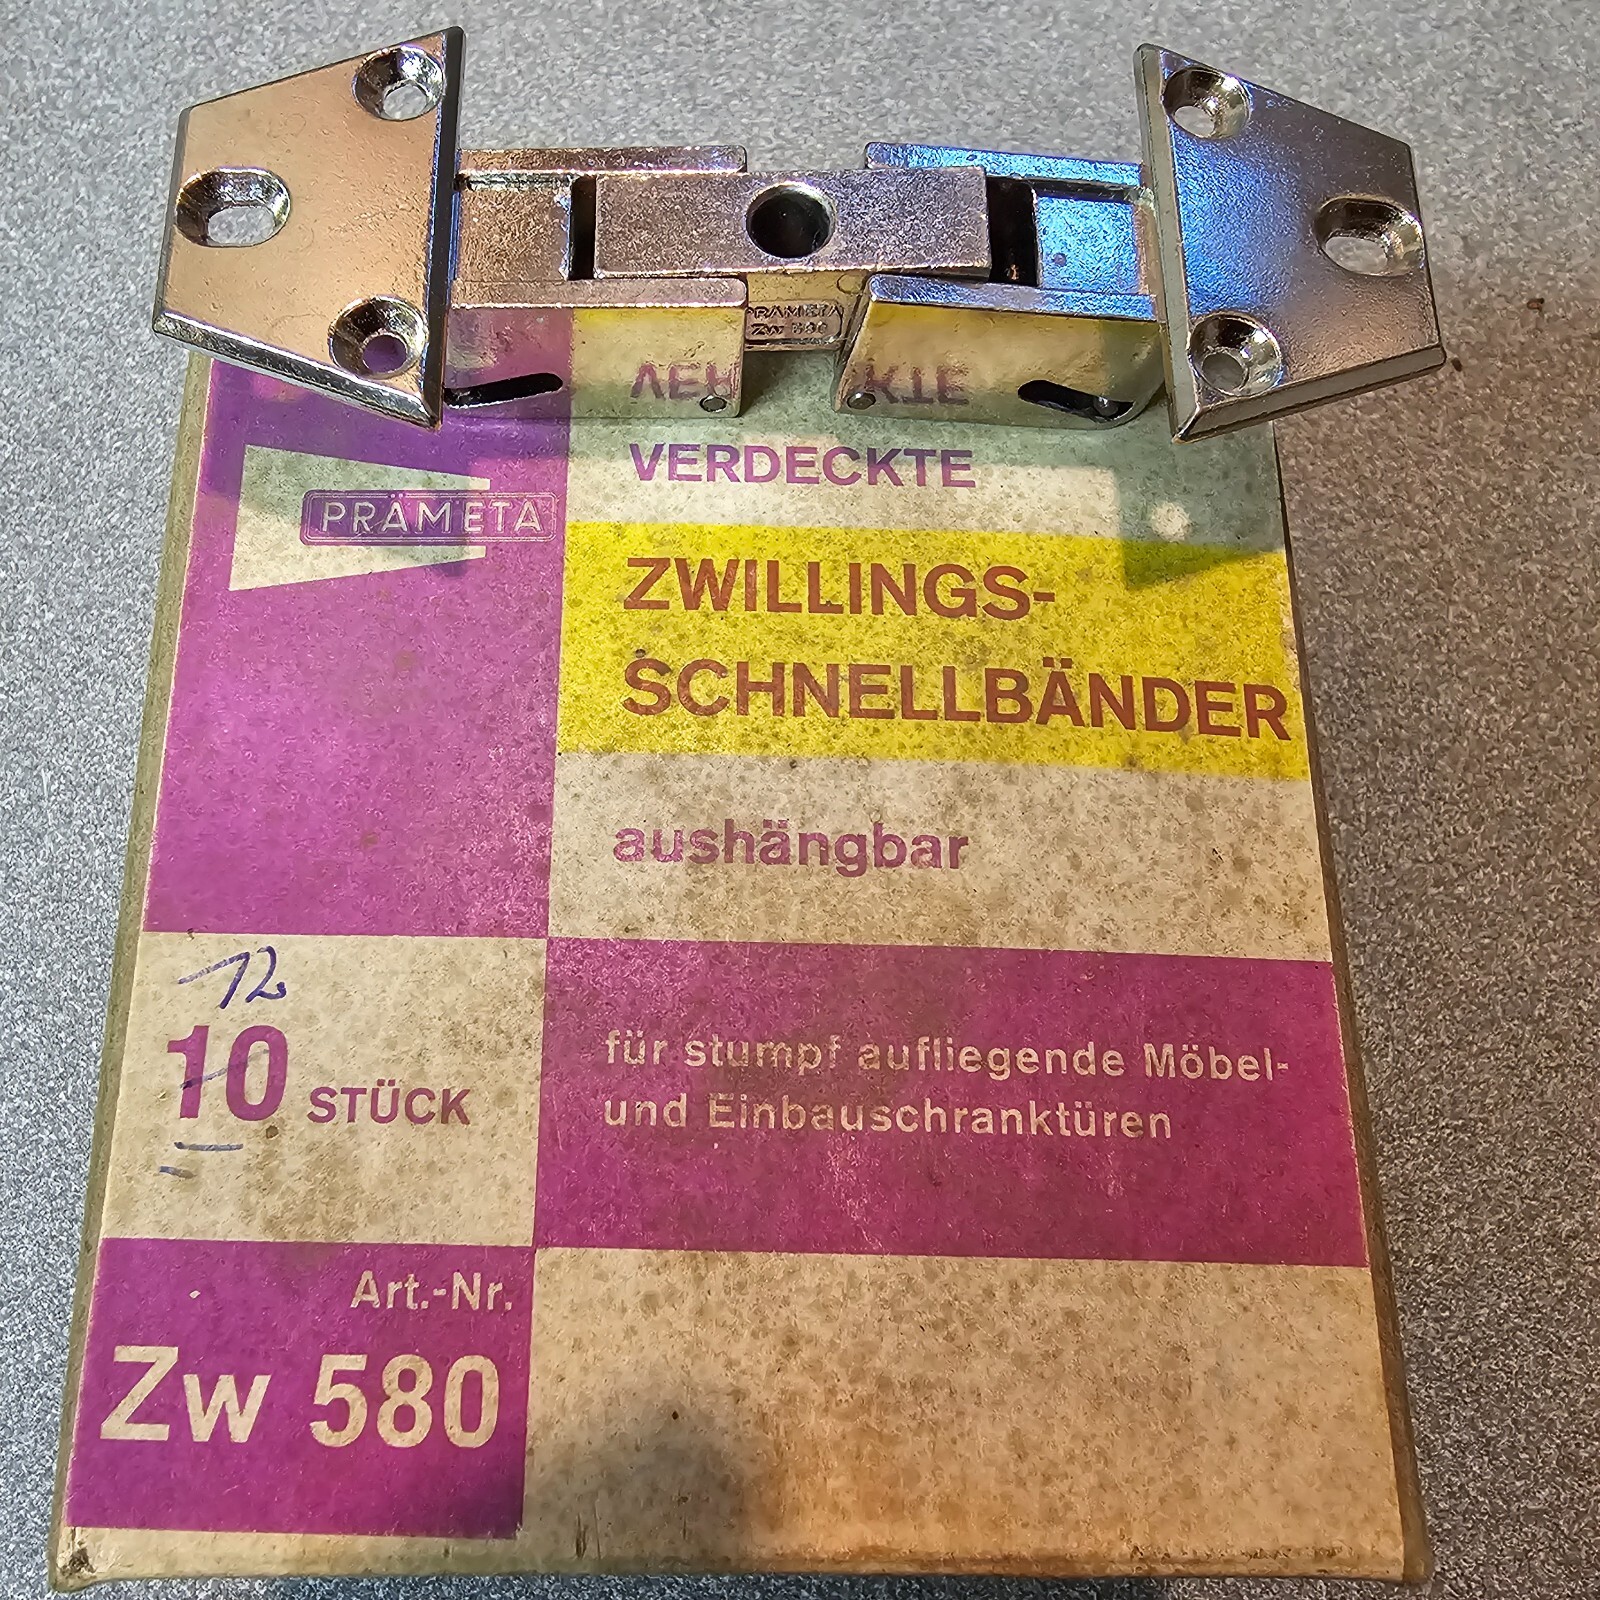 PRÄMETA
Zw 580
VERDECKTE
PRÄMETA
ZWILLINGS-
SCHNELLBÄNDER
aushängbar
12
10 STÜCK
für stumpf aufliegende Möbel-
und Einbauschranktüren
Art.-Nr.
Zw 580